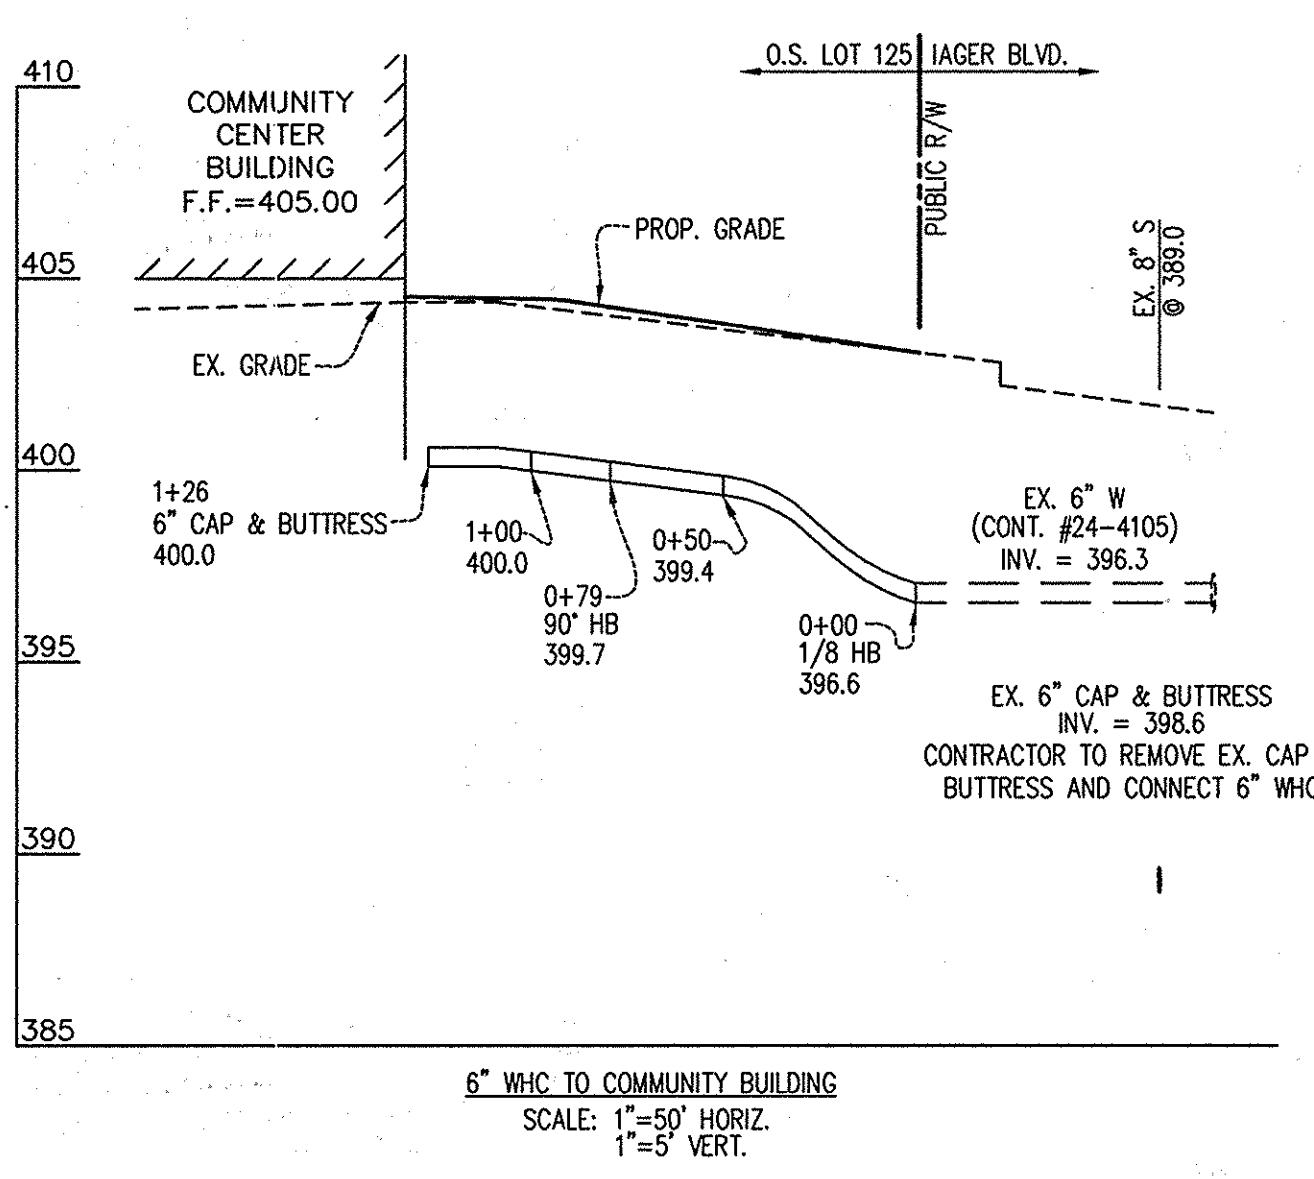 410
405
400
395
390
385
COMMUNITY
CENTER
BUILDING
F.F.=405.00
O.S. LOT 125
IAGER BLVD.
PUBLIC R/W
PROP. GRADE
EX. GRADE
EX. 8" S
@ 389.0
1+26
6" CAP & BUTTRESS
400.0
1+00
400.0
0+79
90° HB
399.7
0+50
399.4
0+00
1/8 HB
396.6
EX. 6" W
(CONT. #24-4105)
INV. = 396.3
EX. 6" CAP & BUTTRESS
INV. = 398.6
CONTRACTOR TO REMOVE EX. CAP
BUTTRESS AND CONNECT 6" WHC
6" WHC TO COMMUNITY BUILDING
SCALE: 1"=50' HORIZ.
1"=5' VERT.